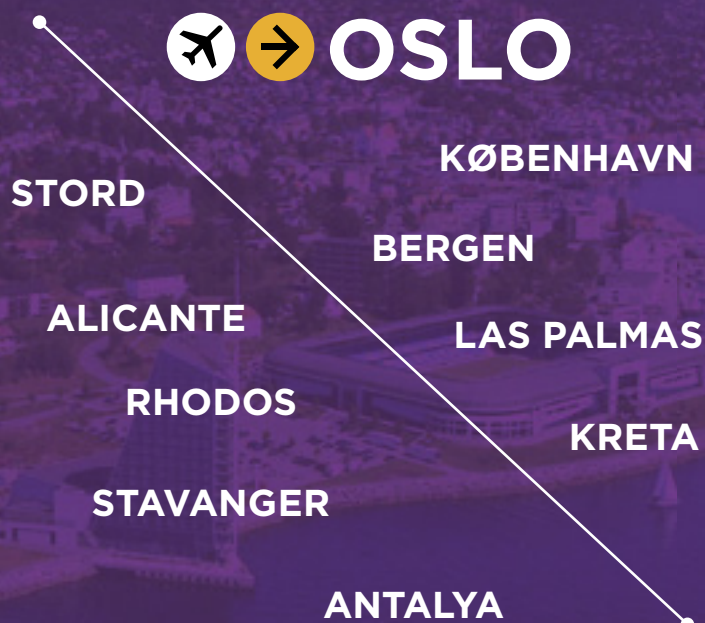 OSLO
KØBENHAVN
STORD
BERGEN
ALICANTE
LAS PALMAS
RHODOS
KRETA
STAVANGER
ANTALYA